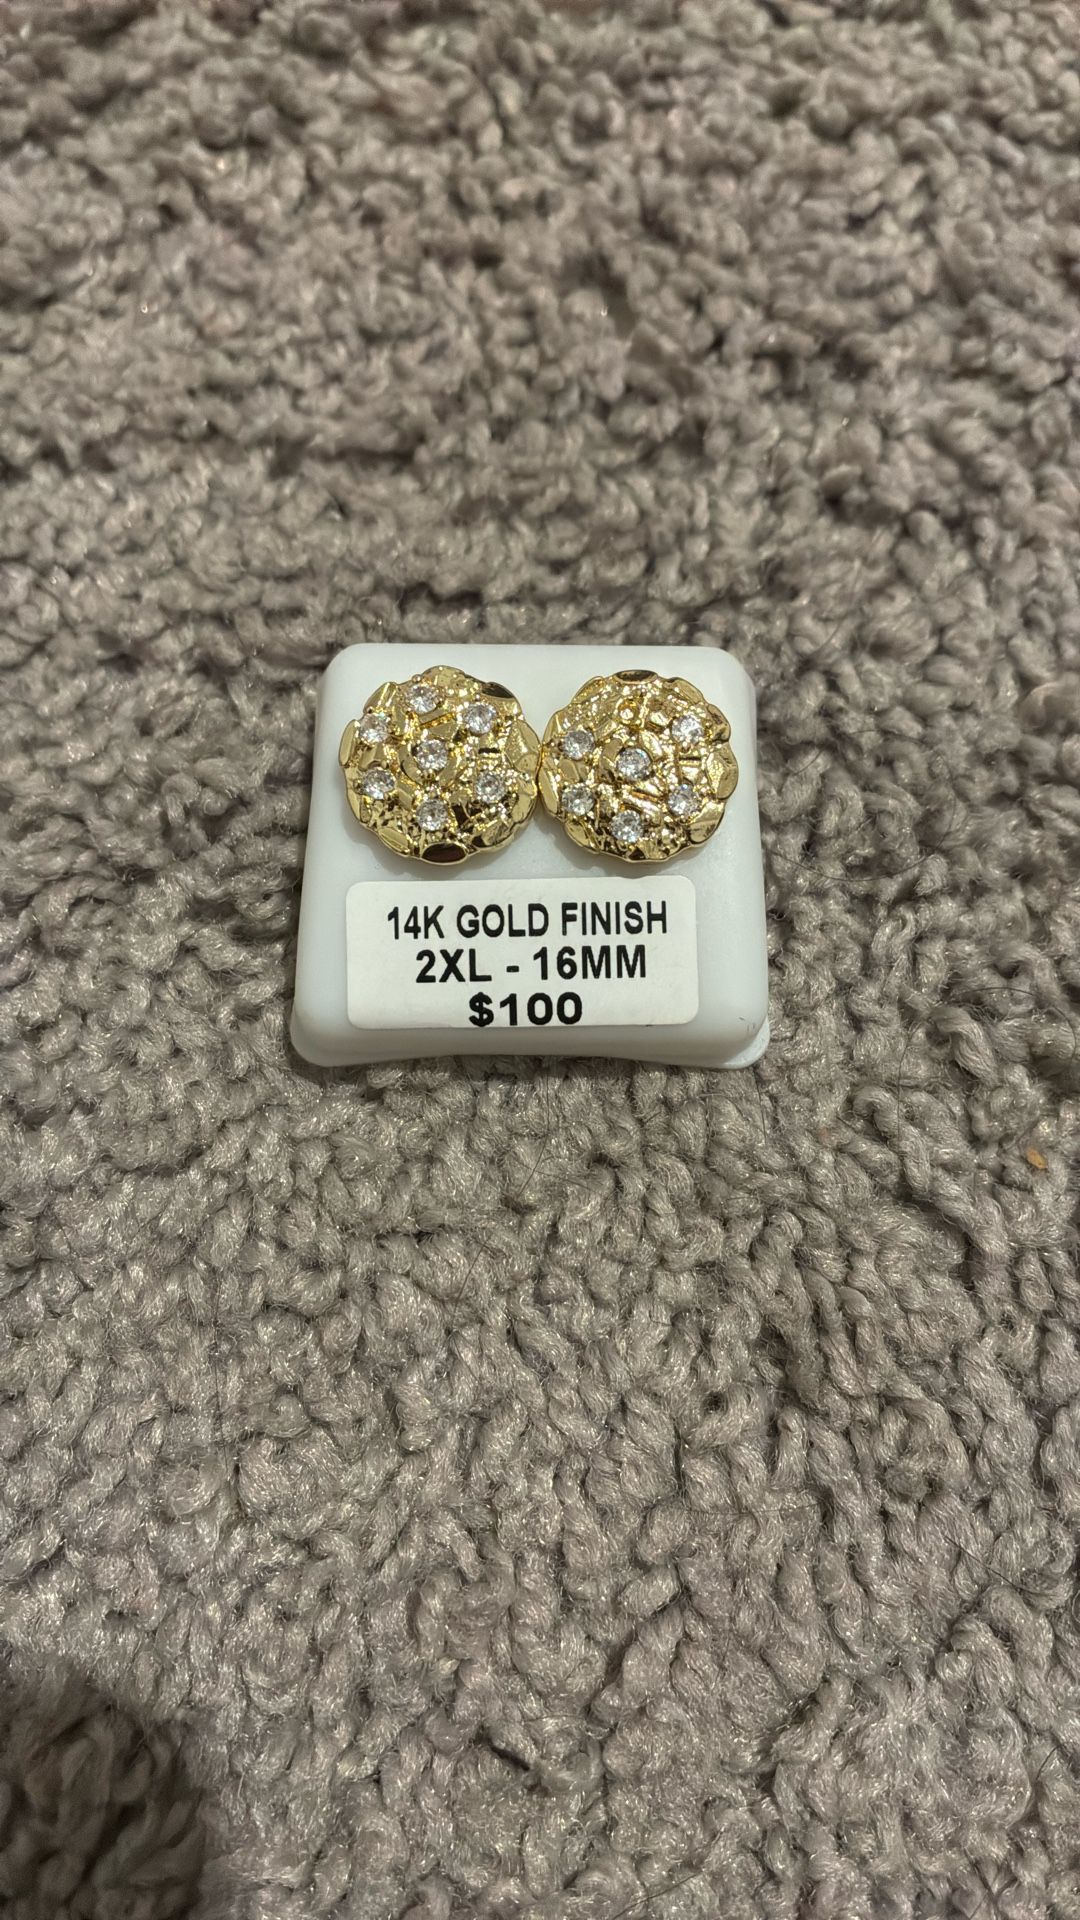 14K GOLD FINISH
2XL - 16MM
$100